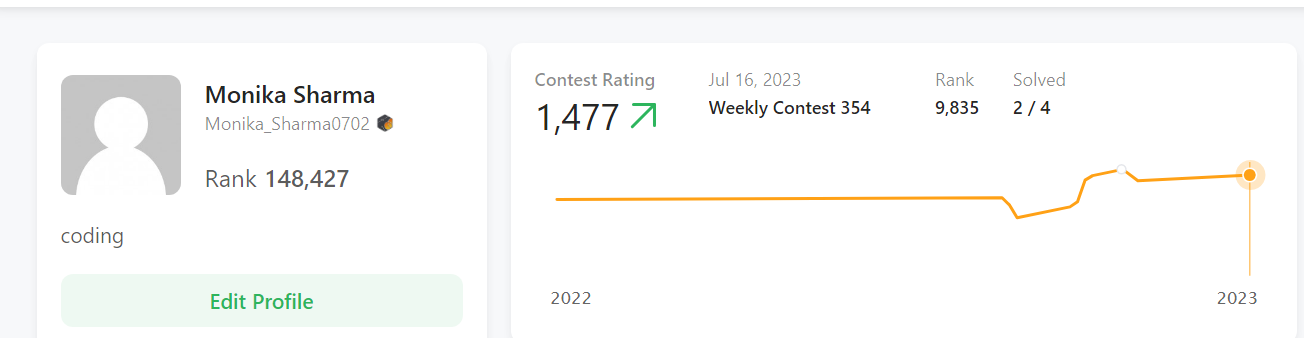 Monika Sharma
Monika_Sharma0702
Rank 148,427
coding
Edit Profile
Contest Rating
1,477
Jul 16, 2023
Weekly Contest 354
Rank
9,835
Solved
2 / 4
2022
2023